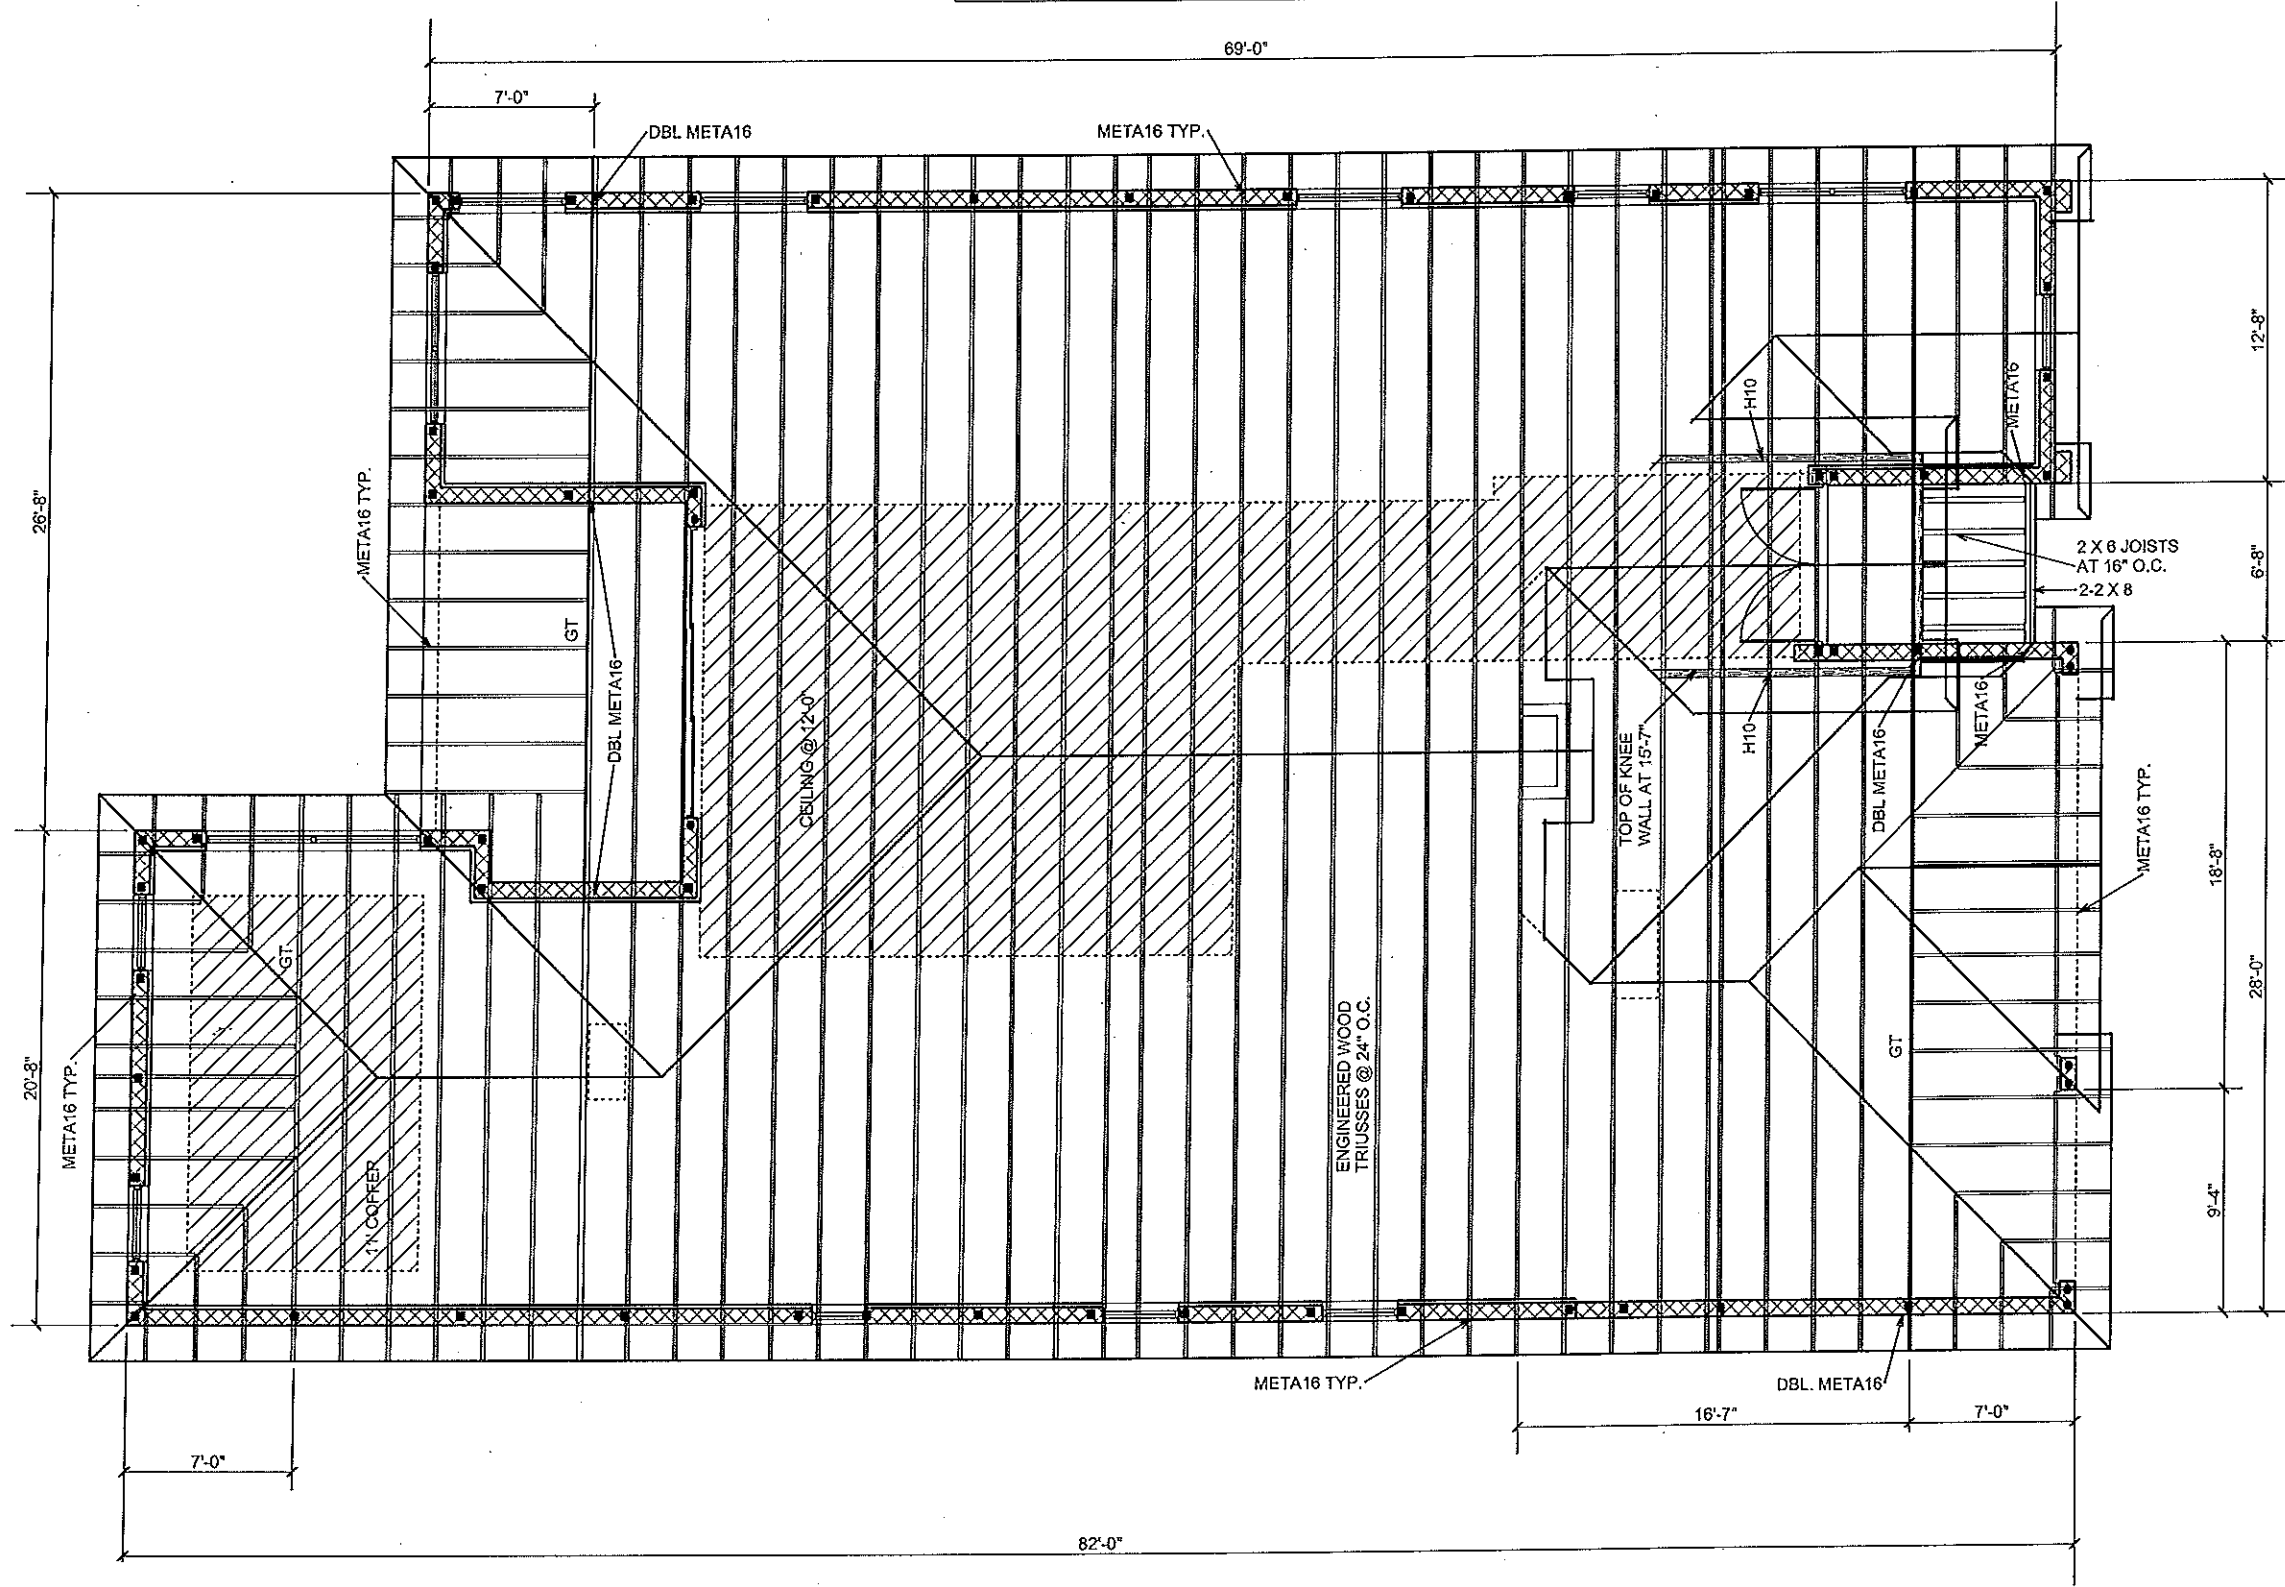 69'-0"
7'-0"
DBL META16
META16 TYP.
12'-8"
H10
META16
META16 TYP.
26'-8"
2 X 6 JOISTS
AT 16" O.C.
2-2 X 8
6'-8"
GT
DBL META16
CEILING @ 12'-0"
TOP OF KNEE
WALL AT 15'-7"
H10
META16
DBL META16
META16 TYP.
18'-8"
GT
28'-0"
ENGINEERED WOOD
TRIUSSES @ 24" O.C.
GT
20'-8"
META16 TYP.
11' COFFER
9'-4"
META16 TYP.
DBL. META16
16'-7"
7'-0"
7'-0"
82'-0"